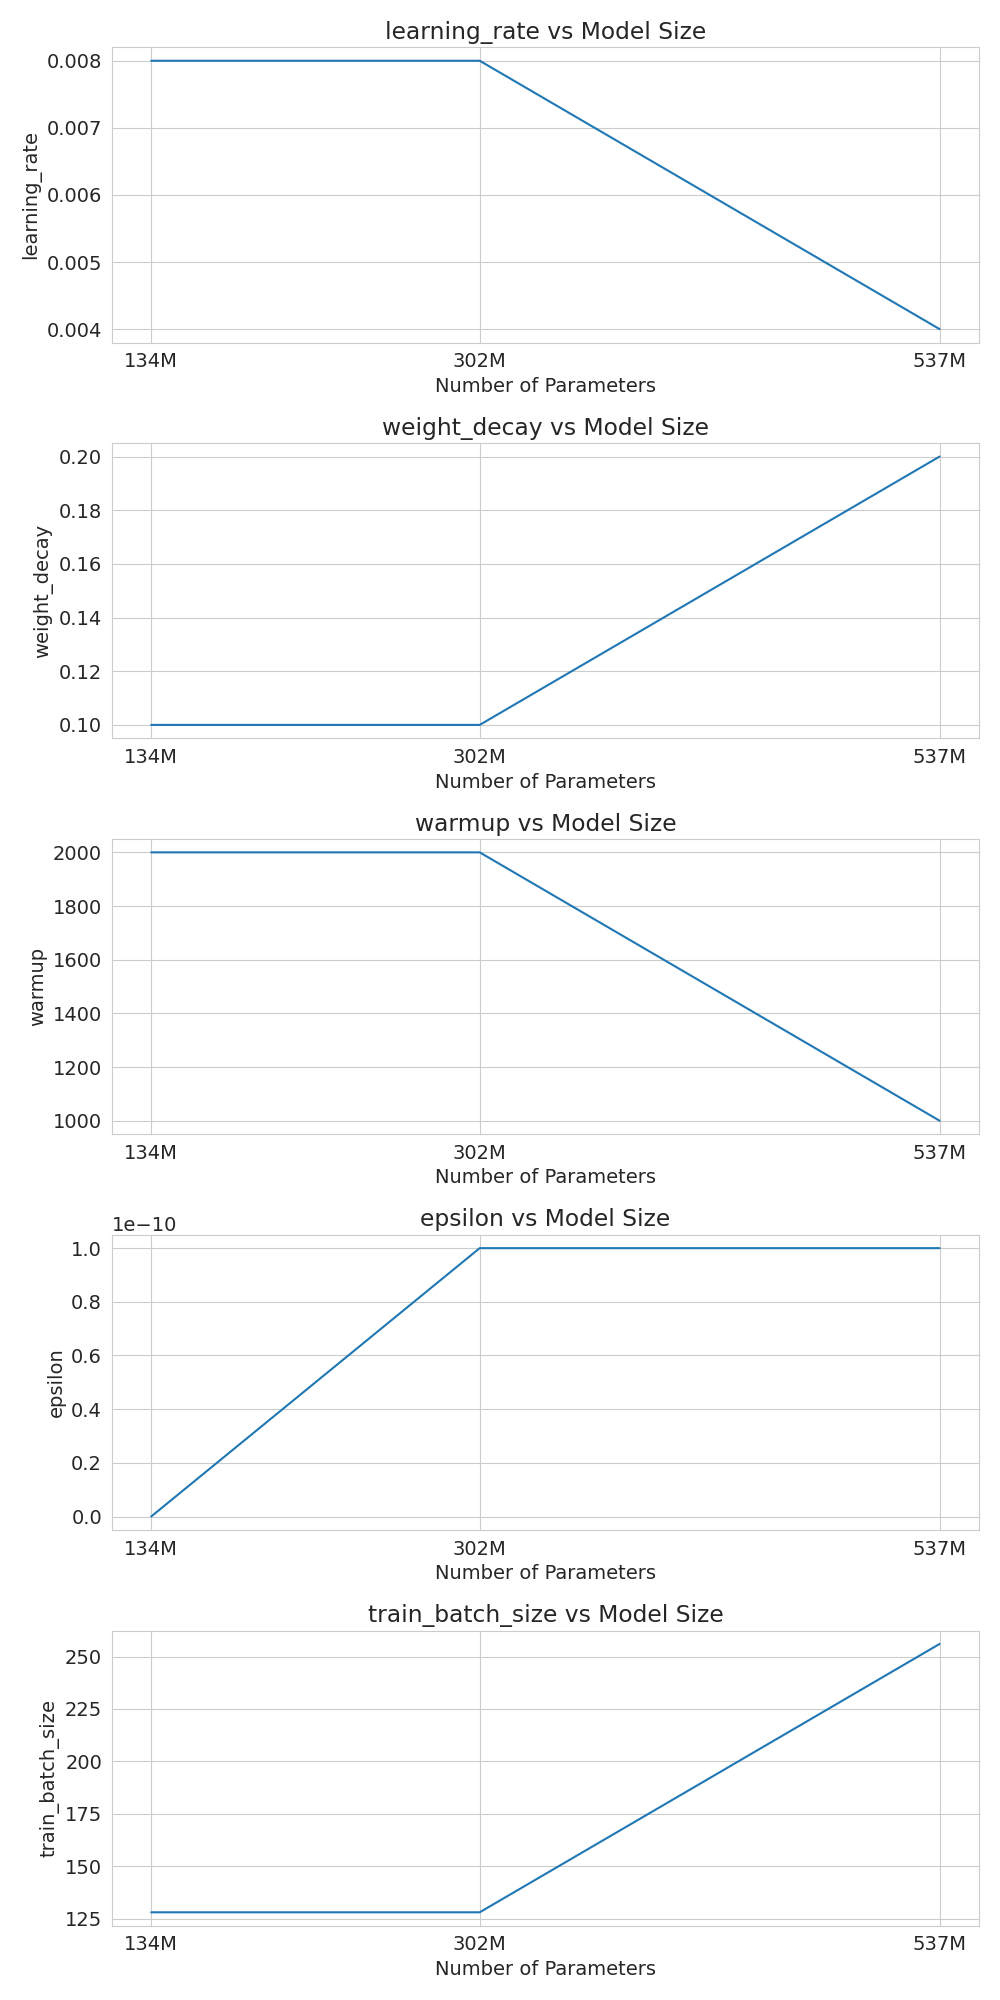 learning_rate vs Model Size
learning_rate
0.008
0.007
0.006
0.005
0.004
134M 302M 537M
Number of Parameters
weight_decay vs Model Size
weight_decay
0.20
0.18
0.16
0.14
0.12
0.10
134M 302M 537M
Number of Parameters
warmup vs Model Size
warmup
2000
1800
1600
1400
1200
1000
134M 302M 537M
Number of Parameters
epsilon vs Model Size
1e−10
epsilon
1.0
0.8
0.6
0.4
0.2
0.0
134M 302M 537M
Number of Parameters
train_batch_size vs Model Size
train_batch_size
250
225
200
175
150
125
134M 302M 537M
Number of Parameters